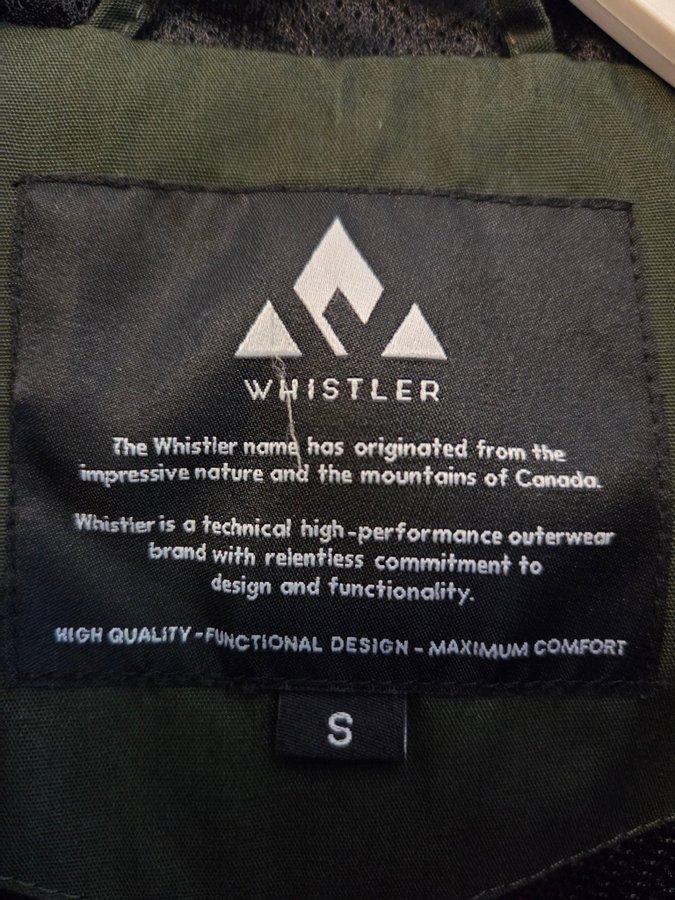 WHISTLER
The Whistler name has originated from the
impressive nature and the mountains of Canada.
Whistler is a technical high-performance outerwear
brand with relentless commitment to
design and functionality.
HIGH QUALITY - FUNCTIONAL DESIGN - MAXIMUM COMFORT
S